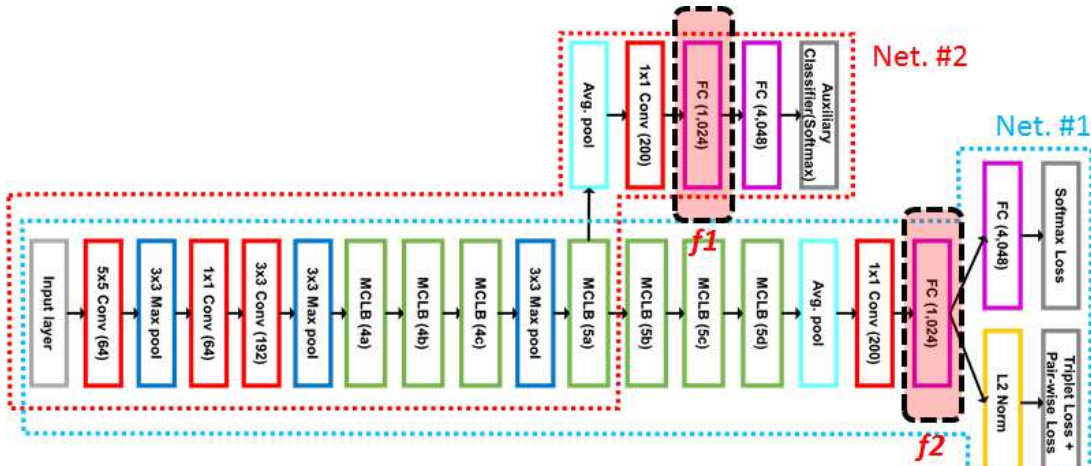 Net. #2
Avg. pool
1x1 Conv (200)
FC (1,024)
FC (4,048)
Auxiliary
Classifier(Softmax)
f1
Net. #1
Input layer
5x5 Conv (64)
3x3 Max pool
1x1 Conv (64)
3x3 Conv (192)
3x3 Max pool
MCLB (4a)
MCLB (4b)
MCLB (4c)
3x3 Max pool
MCLB (5a)
MCLB (5b)
MCLB (5c)
MCLB (5d)
Avg. pool
1x1 Conv (200)
FC (1,024)
f2
FC (4,048)
Softmax Loss
L2 Norm
Triplet Loss +
Pair-wise Loss